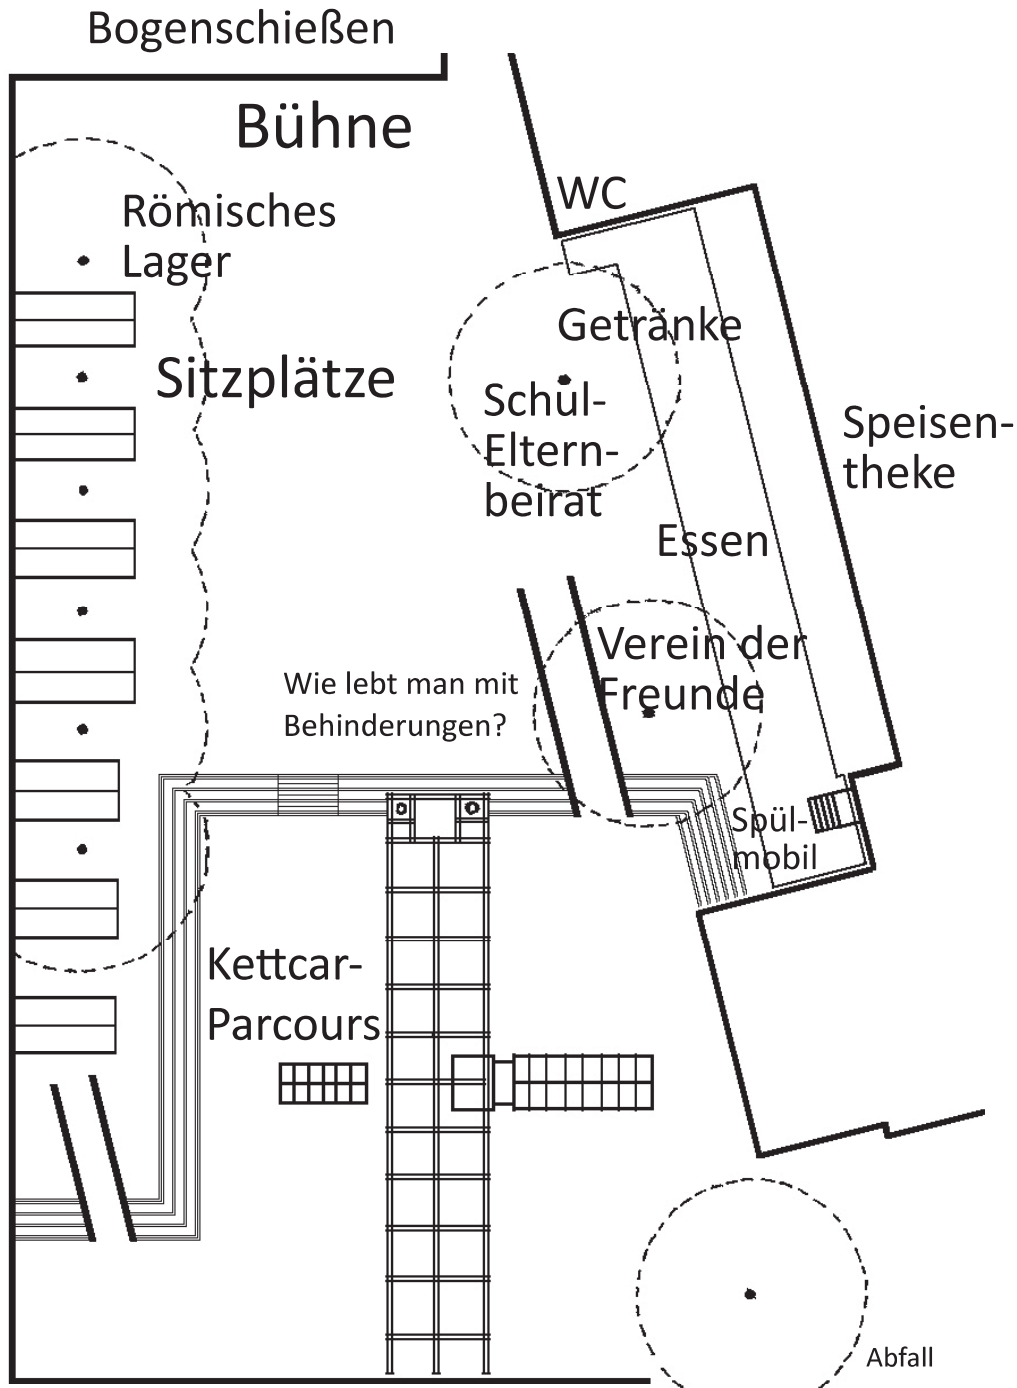 Bogenschießen
Bühne
WC
Römisches
Lager
Getränke
Sitzplätze
Schul-
Eltern-
beirat
Speisen-
theke
Essen
Verein der
Freunde
Wie lebt man mit
Behinderungen?
Spül-
mobil
Kettcar-
Parcours
Abfall